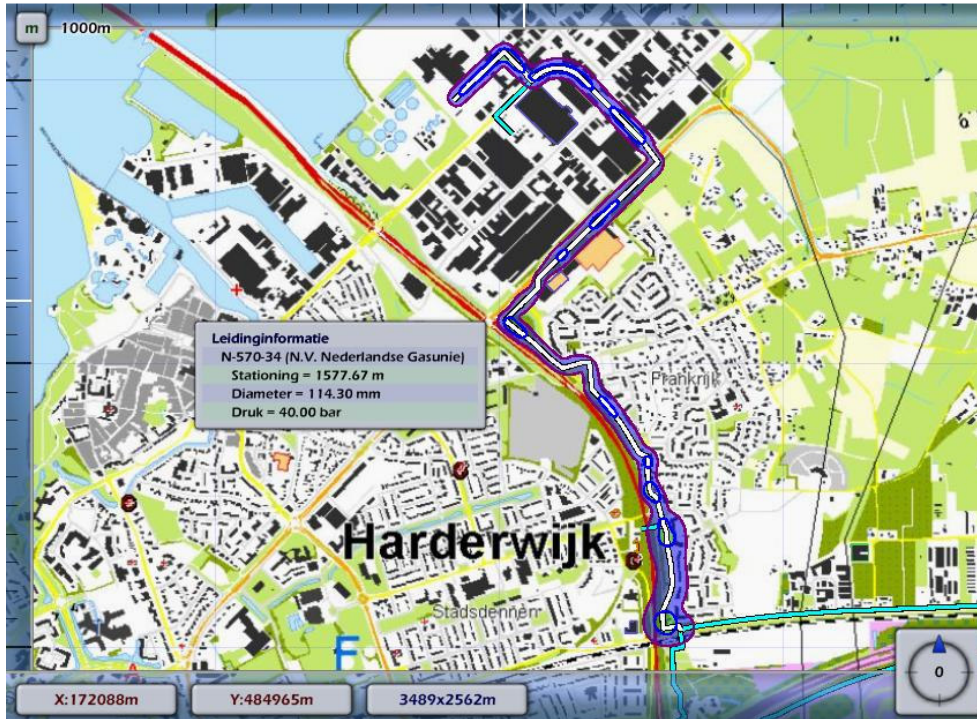 m
1000m
Leidinginformatie
N-570-34 (N.V. Nederlandse Gasunie)
Stationing = 1577.67 m
Diameter = 114.30 mm
Druk = 40.00 bar
Frankrijk
Harderwijk
Stadsdennen
F
0
X:172088m
Y:484965m
3489x2562m